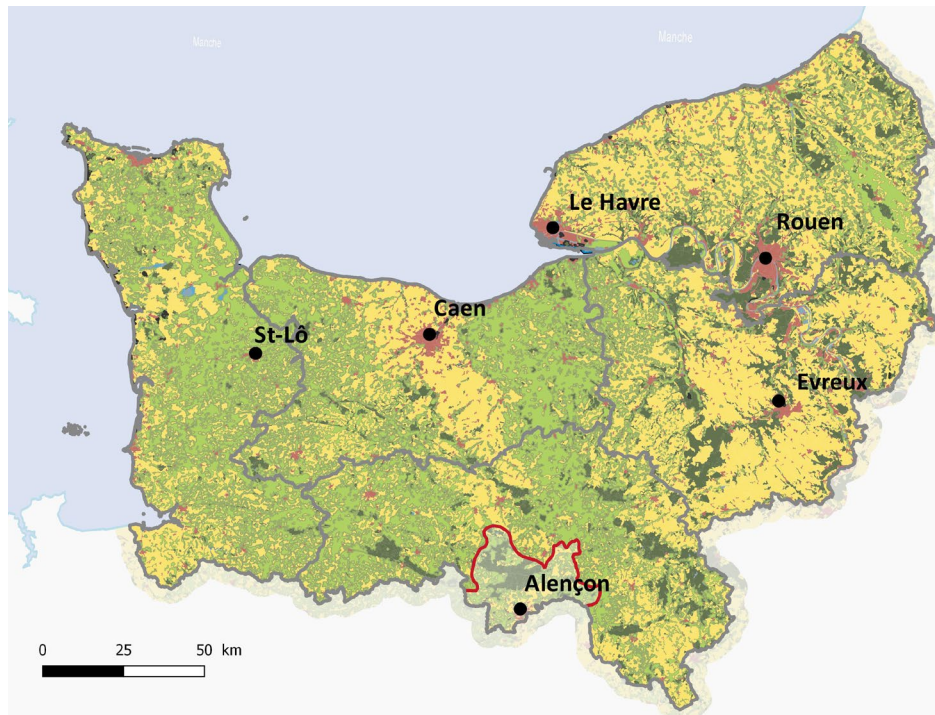 Manche
Manche
Le Havre
Rouen
Caen
St-Lô
Evreux
Alençon
0 25 50 km